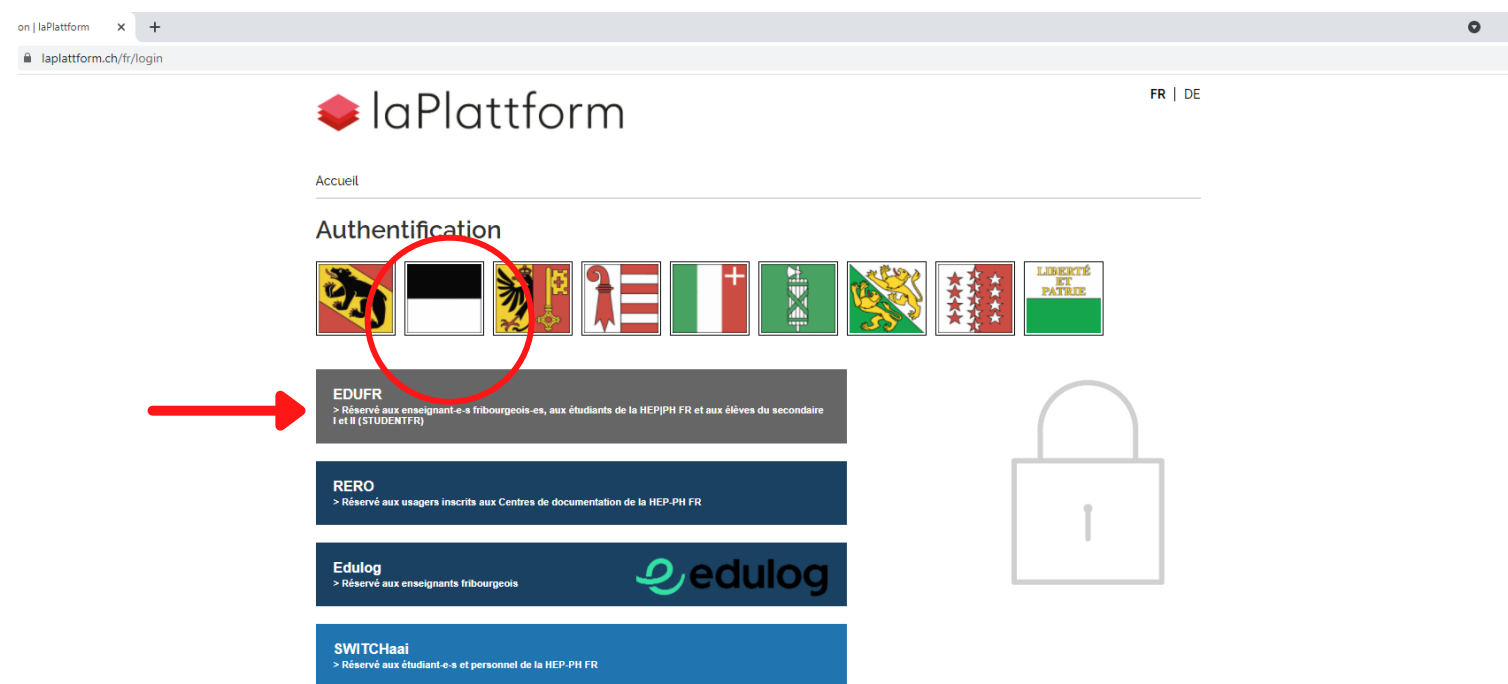 on | laPlattform
laplattform.ch/fr/login
laPlattform
FR | DE
Accueil
Authentification
LIBERTÉ
ET
PATRIE
EDUFR
> Réservé aux enseignant-e-s fribourgeois-es, aux étudiants de la HEP|PH FR et aux élèves du secondaire
I et II (STUDENTFR)
RERO
> Réservé aux usagers inscrits aux Centres de documentation de la HEP-PH FR
Edulog
> Réservé aux enseignants fribourgeois
edulog
SWITCHaai
> Réservé aux étudiant-e-s et personnel de la HEP-PH FR